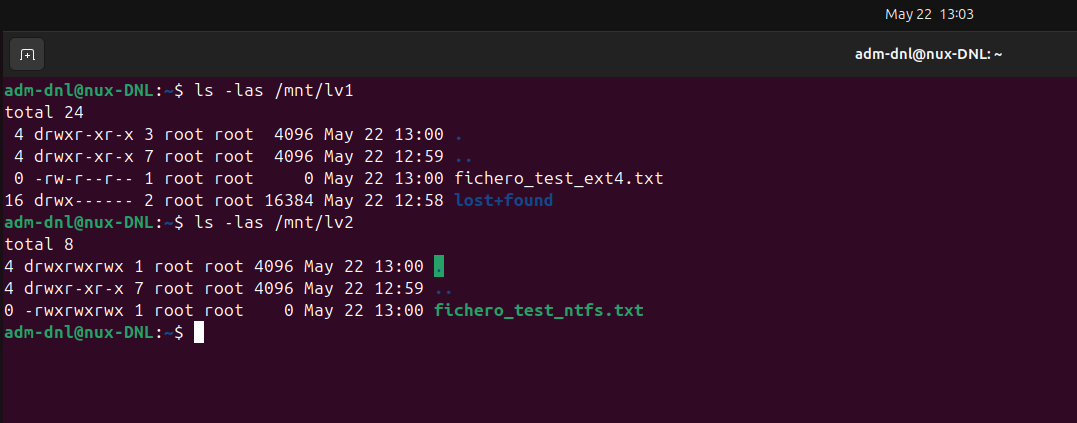 May 22 13:03
adm-dnl@nux-DNL: ~
adm-dnl@nux-DNL:~$ ls -las /mnt/lv1
total 24
 4 drwxr-xr-x 3 root root  4096 May 22 13:00 .
 4 drwxr-xr-x 7 root root  4096 May 22 12:59 ..
 0 -rw-r--r-- 1 root root     0 May 22 13:00 fichero_test_ext4.txt
16 drwx------ 2 root root 16384 May 22 12:58 lost+found
adm-dnl@nux-DNL:~$ ls -las /mnt/lv2
total 8
4 drwxrwxrwx 1 root root 4096 May 22 13:00 .
4 drwxr-xr-x 7 root root 4096 May 22 12:59 ..
0 -rwxrwxrwx 1 root root    0 May 22 13:00 fichero_test_ntfs.txt
adm-dnl@nux-DNL:~$